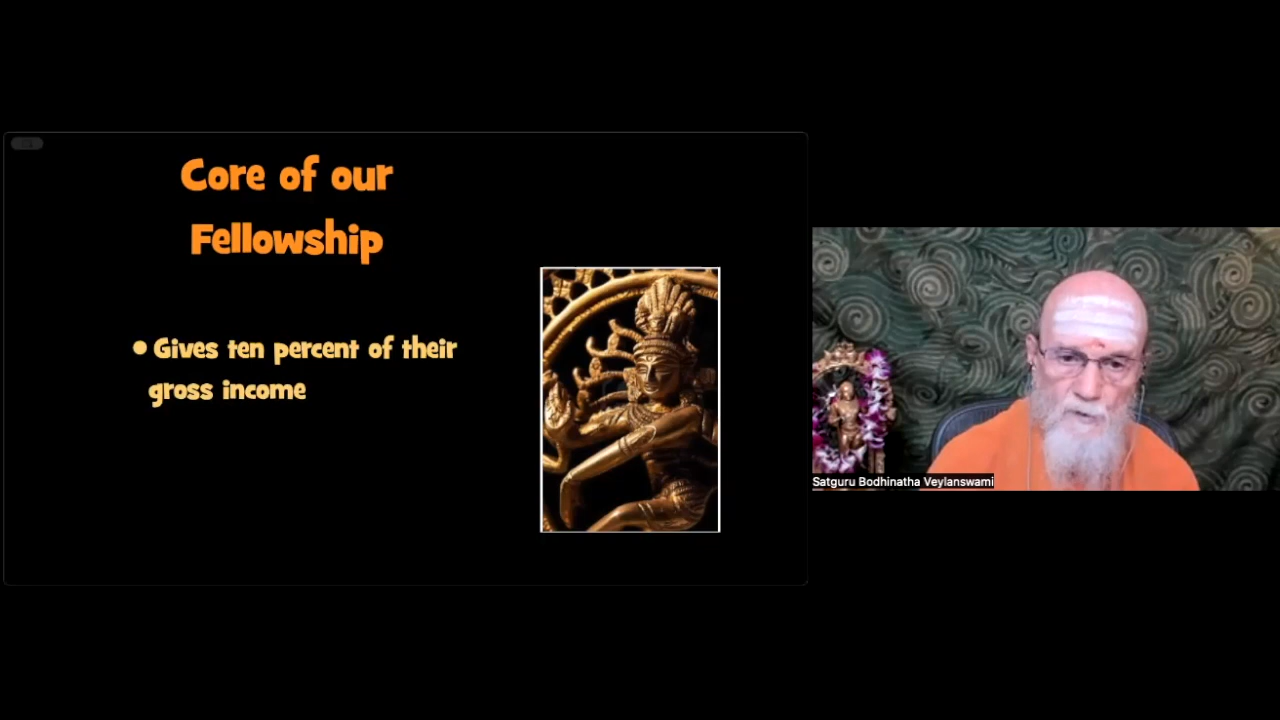 Core of our
Fellowship
• Gives ten percent of their
gross income
Satguru Bodhinatha Veylanswami